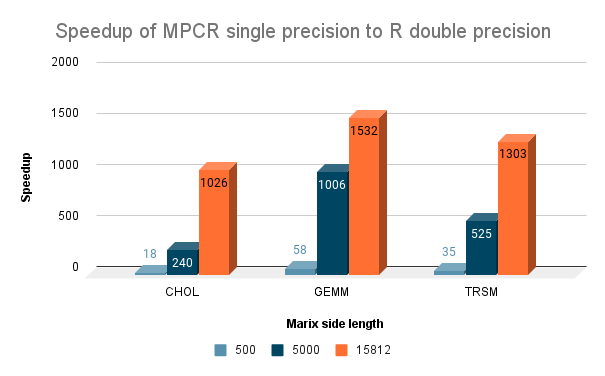 Speedup of MPCR single precision to R double precision
2000
1500
1000
500
0
Speedup
18
240
1026
58
1006
1532
35
525
1303
CHOL
GEMM
TRSM
Marix side length
500
5000
15812